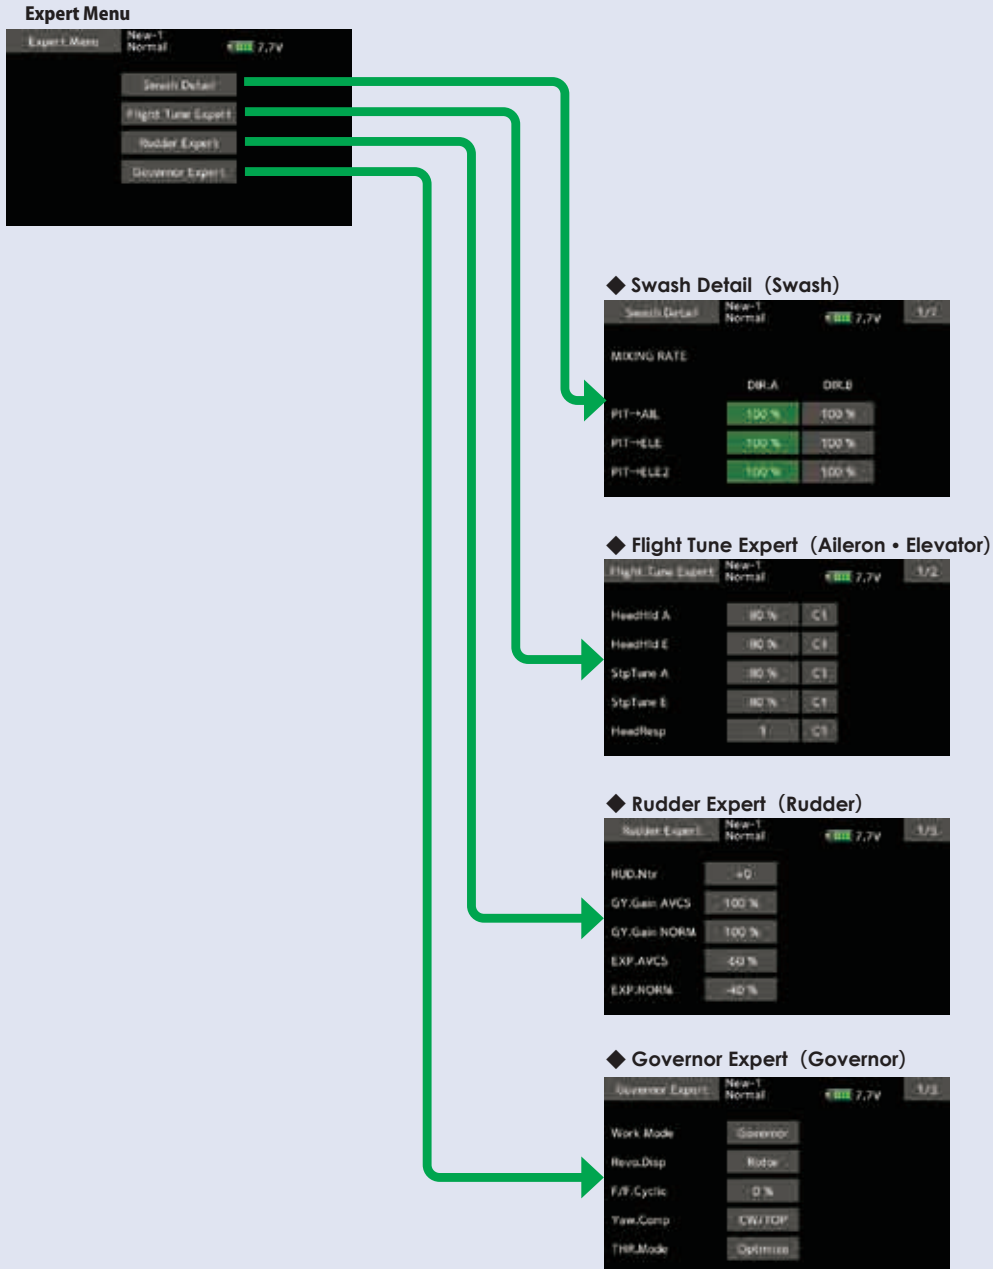 Expert Menu
Expert Menu
New-1
Normal
7.7V
Swash Detail
Flight Tune Expert
Rudder Expert
Governor Expert
◆ Swash Detail (Swash)
Swash Detail
New-1
Normal
7.7V
MIXING RATE
DIR.A DIR.B
PIT→AIL 100 % 100 %
PIT→ELE 100 % 100 %
PIT→ELE2 100 % 100 %
◆ Flight Tune Expert (Aileron • Elevator)
Flight Tune Expert
New-1
Normal
7.7V
1/2
HeadHld A 80 % C1
HeadHld E 80 % C1
StpTune A 80 % C1
StpTune E 80 % C1
HeadResp 1 C1
◆ Rudder Expert (Rudder)
Rudder Expert
New-1
Normal
7.7V
1/3
RUD.Ntr +0
GY.Gain AVCS 100 %
GY.Gain NORM 100 %
EXP.AVCS
EXP.NORM -40 %
◆ Governor Expert (Governor)
Governor Expert
New-1
Normal
7.7V
1/3
Work Mode Governor
Revo.Disp Rotor
F/F.Cyclic 0 %
Yaw.Comp CW/TOP
THR.Mode Optimize